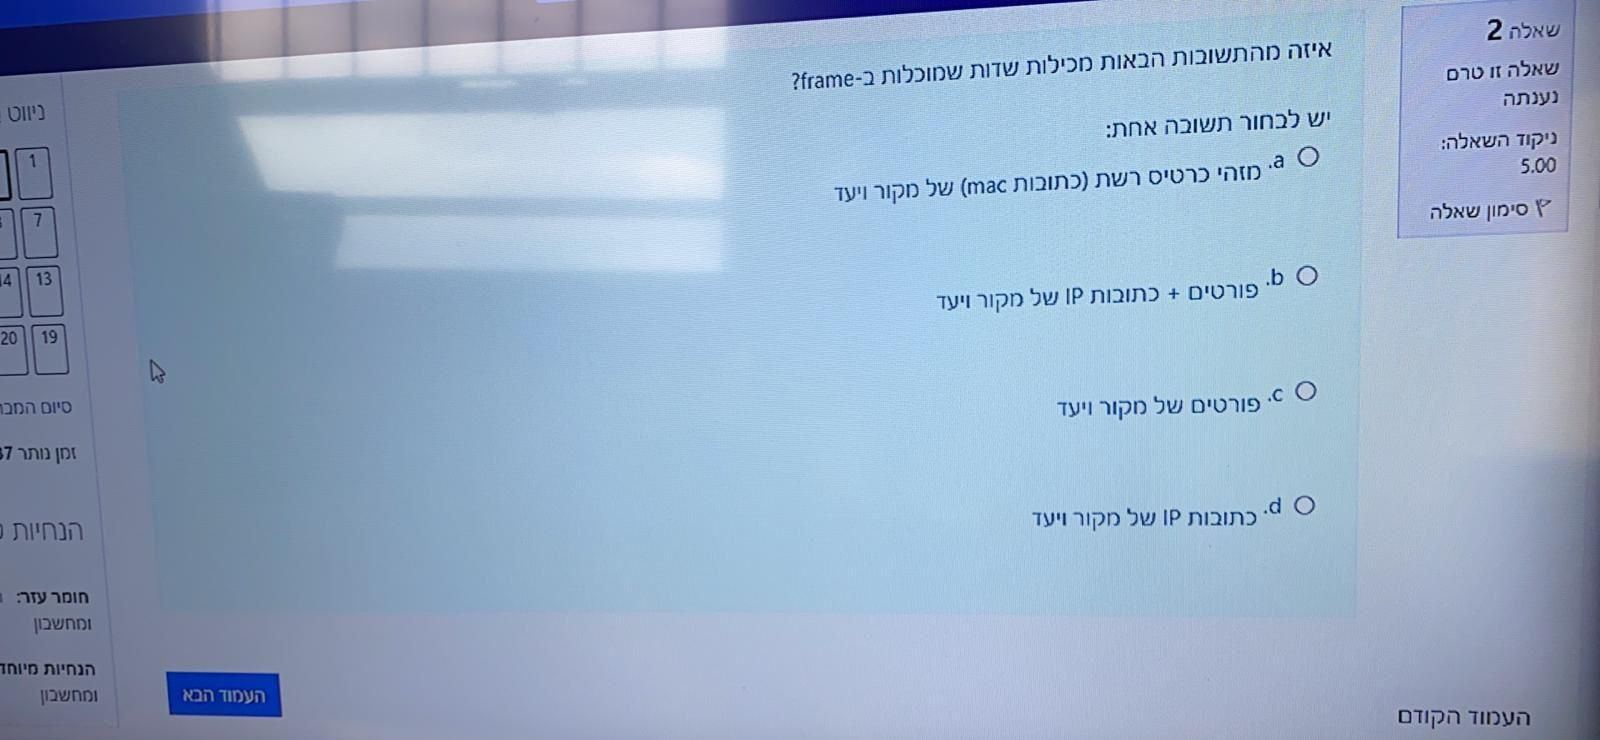 שאלה 2
שאלה זו טרם
נענתה
ניקוד השאלה:
5.00
סימון שאלה
איזה מהתשובות הבאות מכילות שדות שמוכלות ב-frame?
יש לבחור תשובה אחת:
a. מזהי כרטיס רשת (כתובות mac) של מקור ויעד
b. פורטים + כתובות IP של מקור ויעד
c. פורטים של מקור ויעד
d. כתובות IP של מקור ויעד
העמוד הקודם
העמוד הבא
ניווט
1
7
13
19 20
סיום
זמן נותר
הנחיות
חומר עזר:
ומחשבון
הנחיות
ומחשבון